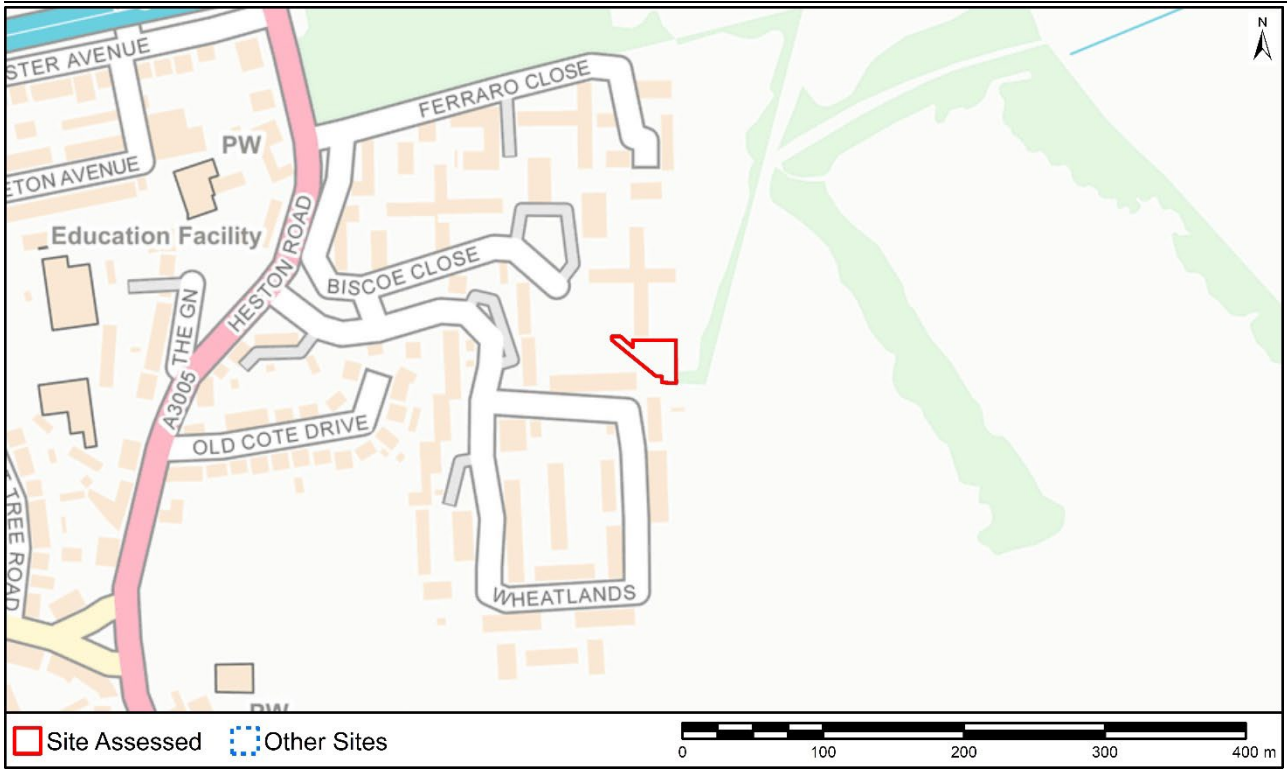 N
STER AVENUE
FERRARO CLOSE
PW
ETON AVENUE
Education Facility
HESTON ROAD
BISCOE CLOSE
THE GN
A3005
OLD COTE DRIVE
T TREE ROAD
WHEATLANDS
PW
Site Assessed
Other Sites
0 100 200 300 400 m